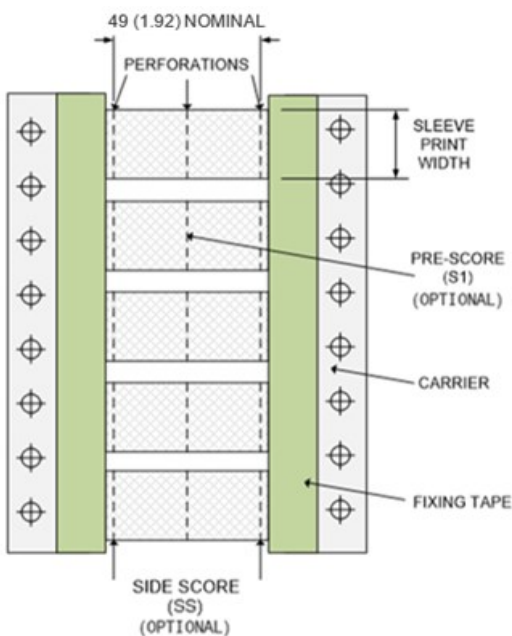 49 (1.92) NOMINAL
PERFORATIONS
SLEEVE
PRINT
WIDTH
PRE-SCORE
(S1)
(OPTIONAL)
CARRIER
FIXING TAPE
SIDE SCORE
(SS)
(OPTIONAL)